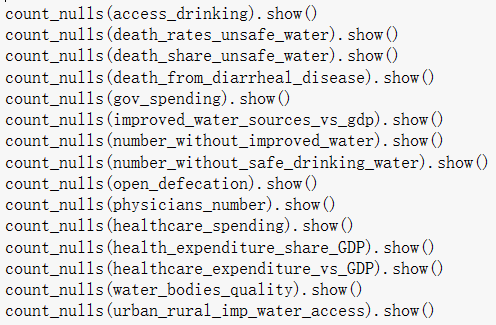 count_nulls(access_drinking).show()
count_nulls(death_rates_unsafe_water).show()
count_nulls(death_share_unsafe_water).show()
count_nulls(death_from_diarrheal_disease).show()
count_nulls(gov_spending).show()
count_nulls(improved_water_sources_vs_gdp).show()
count_nulls(number_without_improved_water).show()
count_nulls(number_without_safe_drinking_water).show()
count_nulls(open_defecation).show()
count_nulls(physicians_number).show()
count_nulls(healthcare_spending).show()
count_nulls(health_expenditure_share_GDP).show()
count_nulls(healthcare_expenditure_vs_GDP).show()
count_nulls(water_bodies_quality).show()
count_nulls(urban_rural_imp_water_access).show()